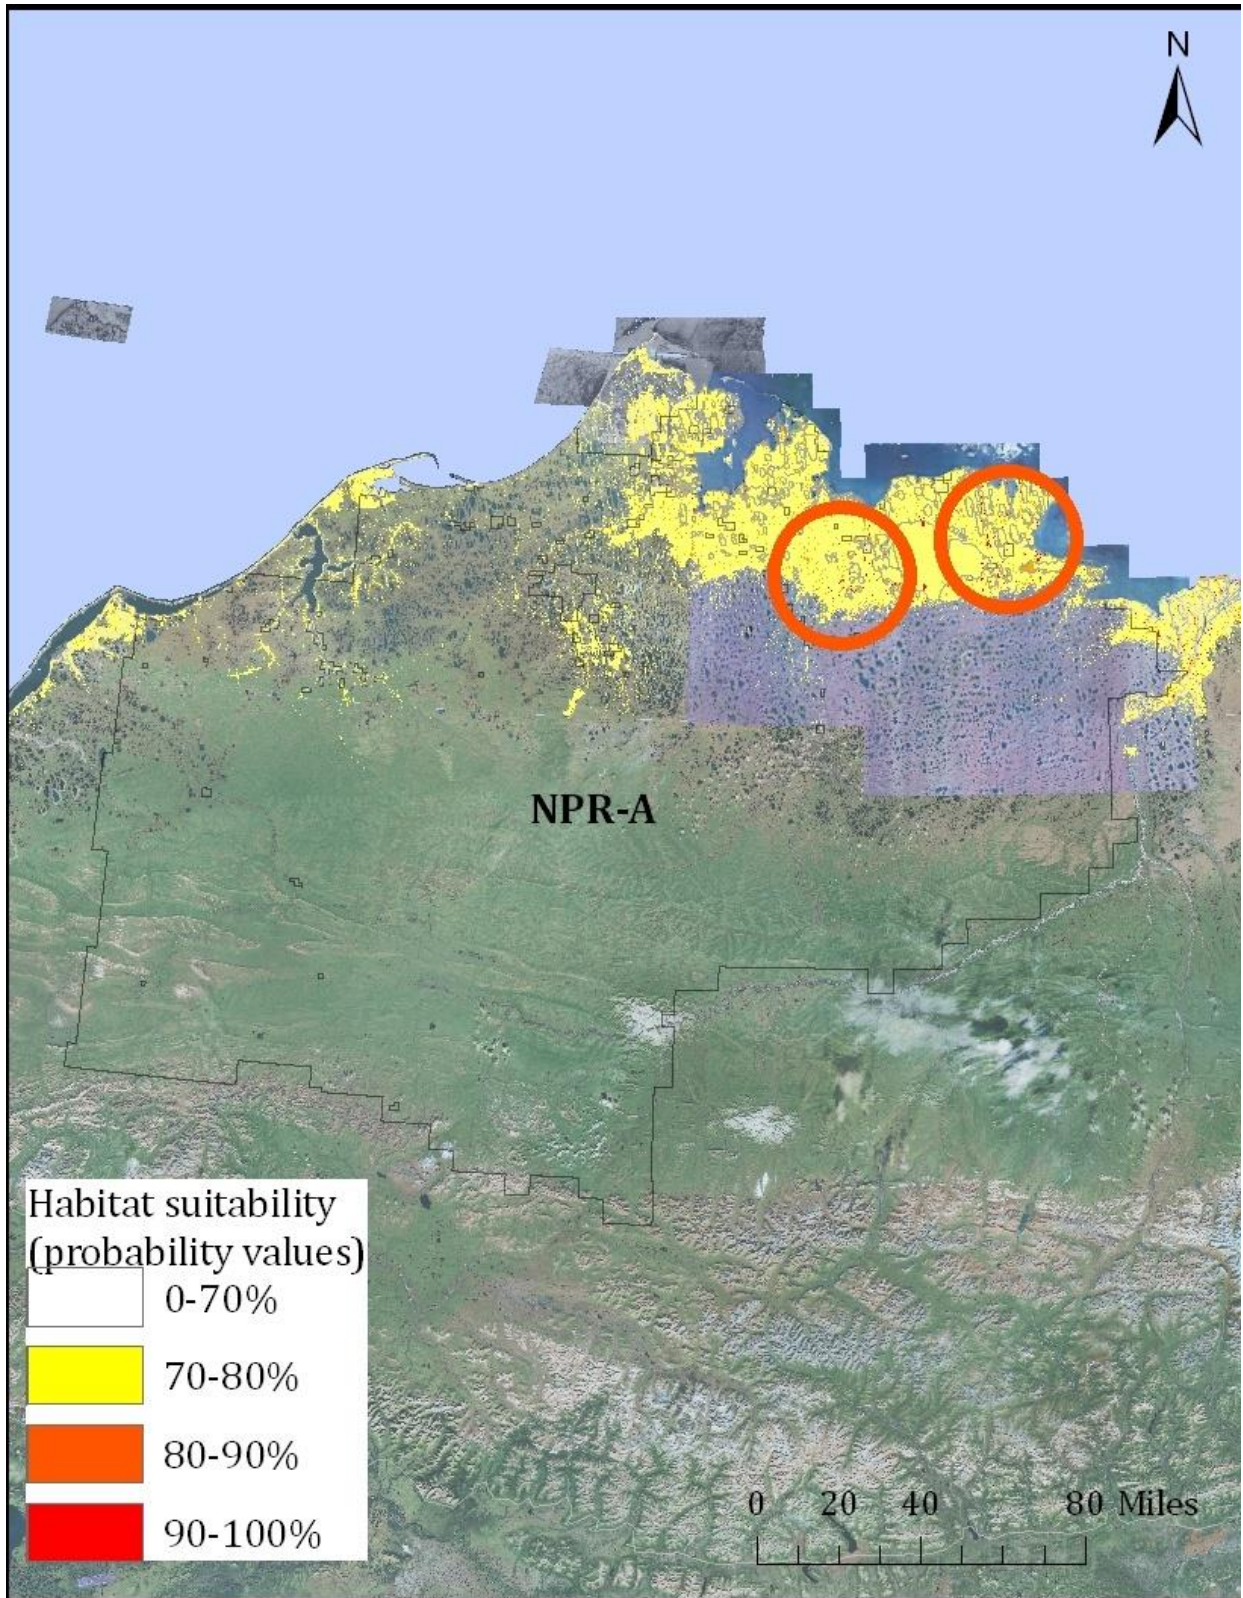 N
NPR-A
Habitat suitability
(probability values)
0-70%
70-80%
80-90%
90-100%
0 20 40 80 Miles